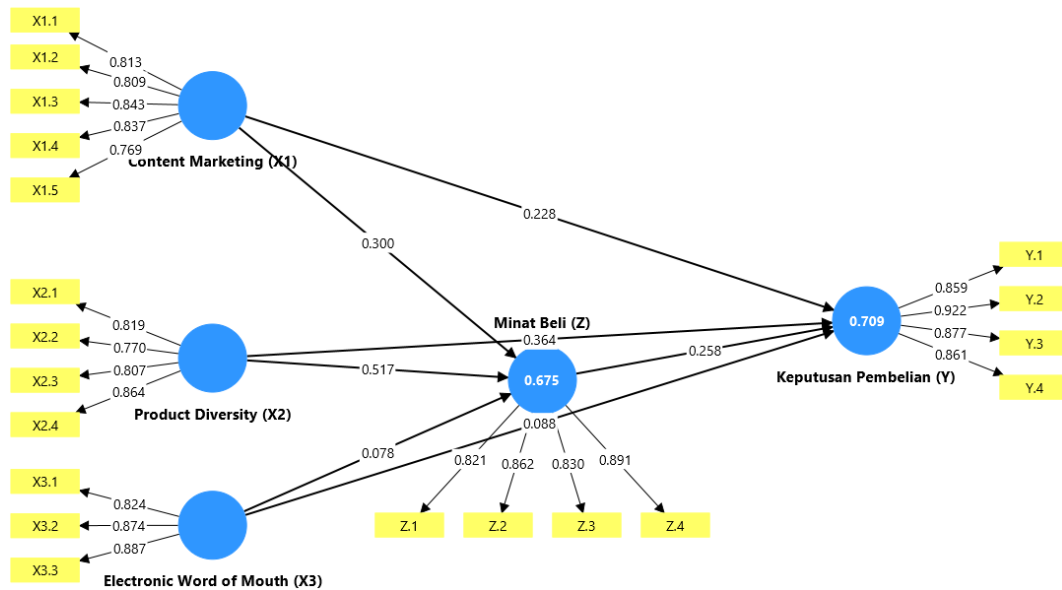 X1.1
X1.2
X1.3
X1.4
X1.5
0.813
0.809
0.843
0.837
0.769
Content Marketing (X1)
0.228
0.300
X2.1
X2.2
X2.3
X2.4
0.819
0.770
0.807
0.864
Product Diversity (X2)
Minat Beli (Z)
0.364
0.517
0.675
0.258
0.709
Keputusan Pembelian (Y)
0.859
0.922
0.877
0.861
Y.1
Y.2
Y.3
Y.4
0.078
0.088
0.821
0.862
0.830
0.891
Z.1
Z.2
Z.3
Z.4
X3.1
X3.2
X3.3
0.824
0.874
0.887
Electronic Word of Mouth (X3)